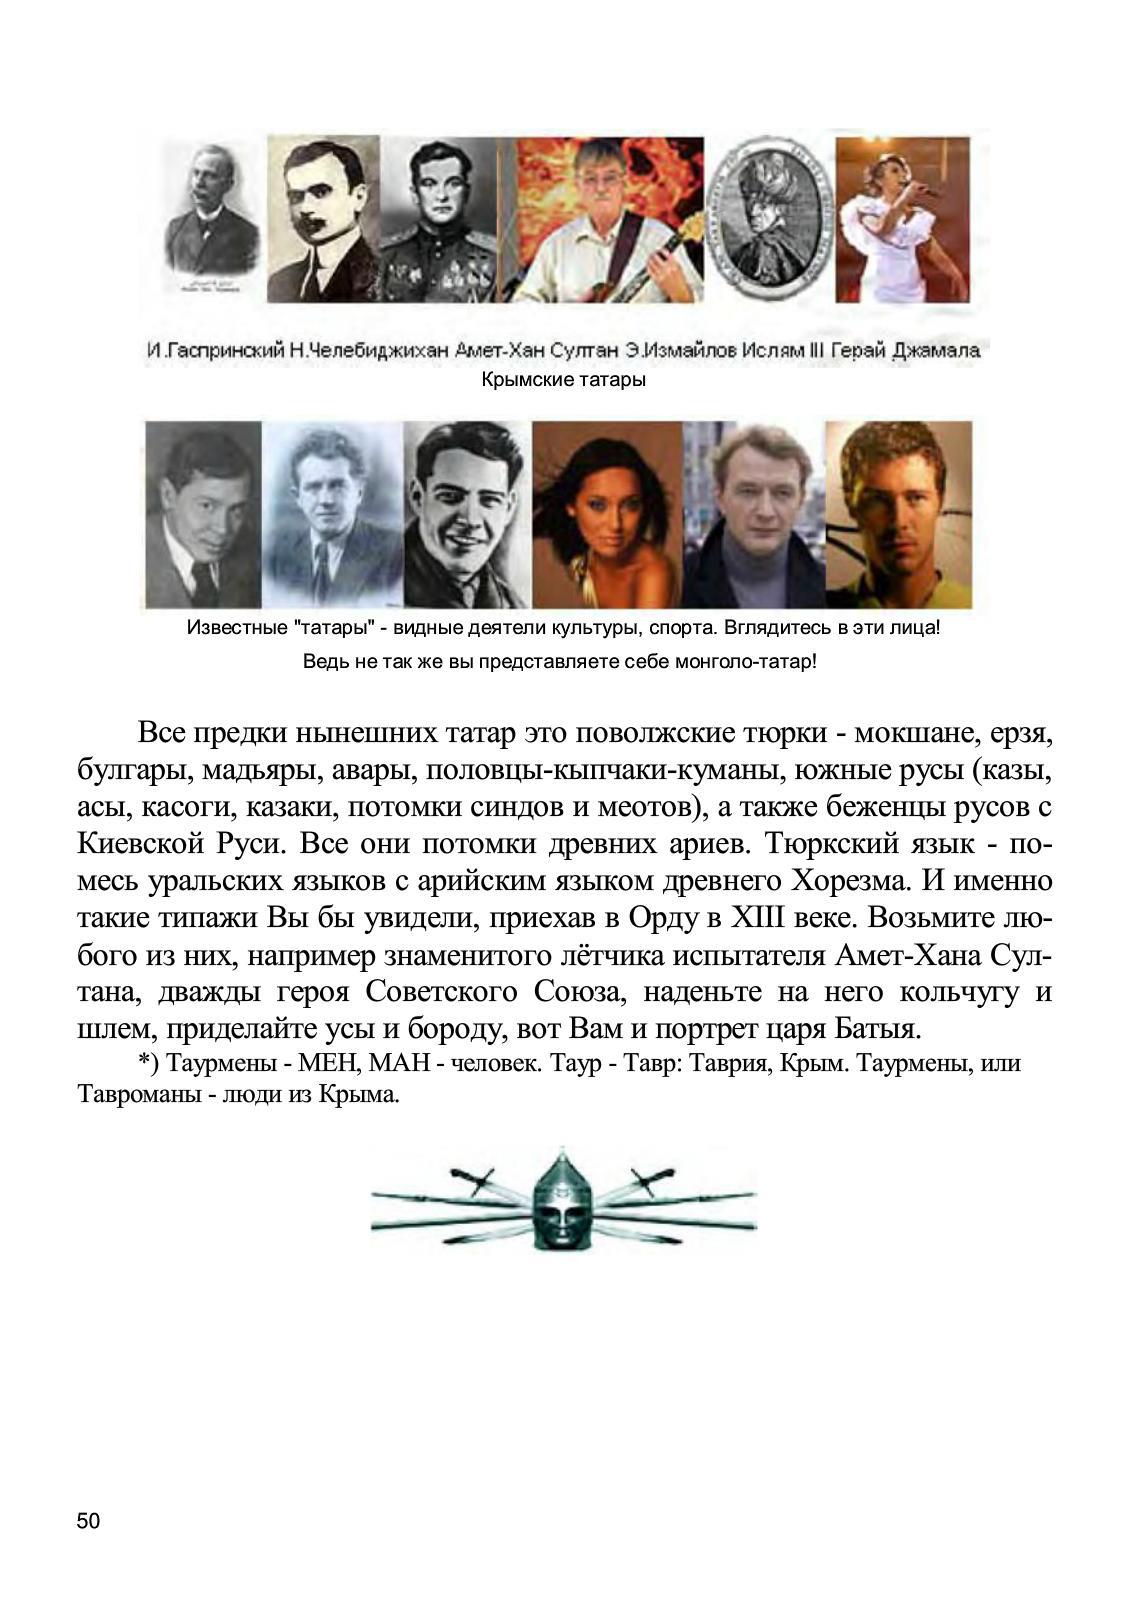 И.Гаспринский Н.Челебиджихан Амет-Хан Султан Э.Измайлов Ислям III Герай Джамала
Крымские татары
Известные "татары" - видные деятели культуры, спорта. Вглядитесь в эти лица!
Ведь не так же вы представляете себе монголо-татар!
Все предки нынешних татар это поволжские тюрки - мокшане, ерзя,
булгары, мадьяры, авары, половцы-кыпчаки-куманы, южные русы (казы,
асы, касоги, казаки, потомки синдов и меотов), а также беженцы русов с
Киевской Руси. Все они потомки древних ариев. Тюркский язык - по-
месь уральских языков с арийским языком древнего Хорезма. И именно
такие типажи Вы бы увидели, приехав в Орду в XIII веке. Возьмите лю-
бого из них, например знаменитого лётчика испытателя Амет-Хана Сул-
тана, дважды героя Советского Союза, наденьте на него кольчугу и
шлем, приделайте усы и бороду, вот Вам и портрет царя Батыя.
*) Таурмены - МЕН, МАН - человек. Таур - Тавр: Таврия, Крым. Таурмены, или
Тавроманы - люди из Крыма.
50